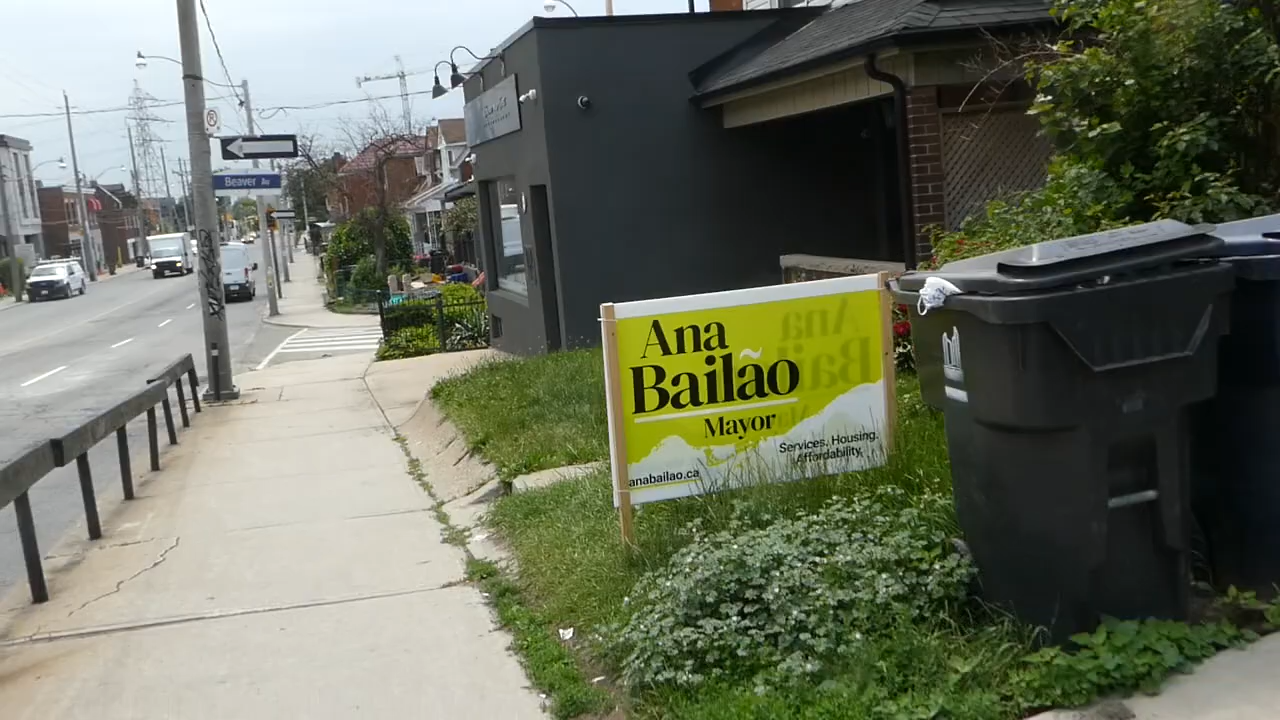 Beaver Av
Ana
Bailão
Mayor
Services. Housing.
Affordability.
anabailao.ca